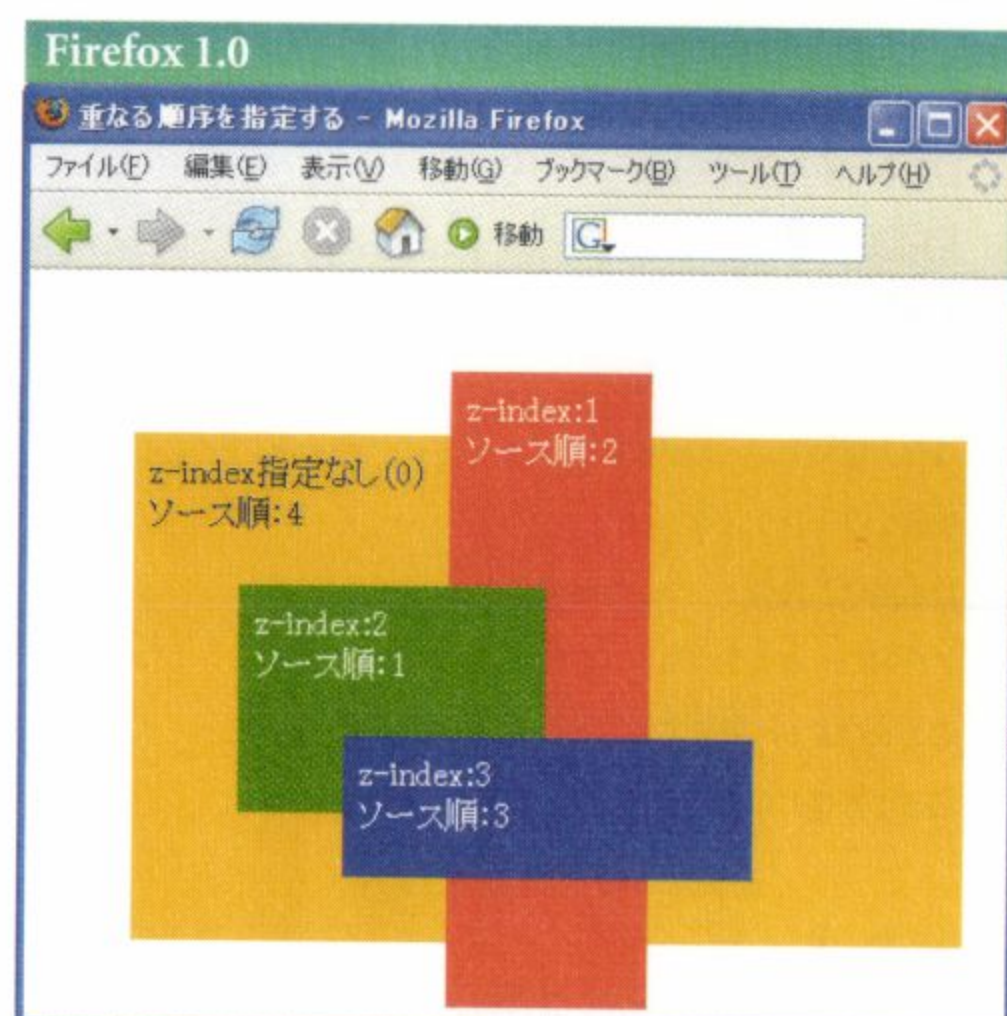 Firefox 1.0
重なる順序を指定する - Mozilla Firefox
ファイル(F) 編集(E) 表示(V) 移動(G) ブックマーク(B) ツール(T) ヘルプ(H)
移動 G
z-index:1
ソース順:2
z-index指定なし(0)
ソース順:4
z-index:2
ソース順:1
z-index:3
ソース順:3